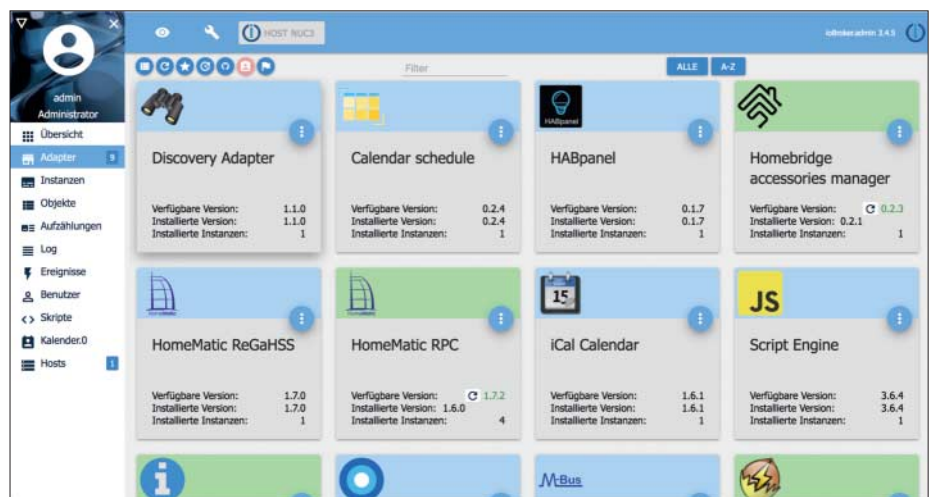 HOST NUC3
ioBroker.admin 3.4.5
Filter
ALLE
A-Z
admin
Administrator
Übersicht
Adapter 9
Instanzen
Objekte
Aufzählungen
Log
Ereignisse
Benutzer
Skripte
Kalender.0
Hosts 1
Discovery Adapter
Verfügbare Version: 1.1.0
Installierte Version: 1.1.0
Installierte Instanzen: 1
Calendar schedule
Verfügbare Version: 0.2.4
Installierte Version: 0.2.4
Installierte Instanzen: 1
HABpanel
HABpanel
Verfügbare Version: 0.1.7
Installierte Version: 0.1.7
Installierte Instanzen: 1
Homebridge
accessories manager
Verfügbare Version: 0.2.3
Installierte Version: 0.2.1
Installierte Instanzen: 1
HomeMatic
HomeMatic ReGaHSS
Verfügbare Version: 1.7.0
Installierte Version: 1.7.0
Installierte Instanzen: 1
HomeMatic
HomeMatic RPC
Verfügbare Version: 1.7.2
Installierte Version: 1.6.0
Installierte Instanzen: 4
15
iCal Calendar
Verfügbare Version: 1.6.1
Installierte Version: 1.6.1
Installierte Instanzen: 1
JS
Script Engine
Verfügbare Version: 3.6.4
Installierte Version: 3.6.4
Installierte Instanzen: 1
M-Bus